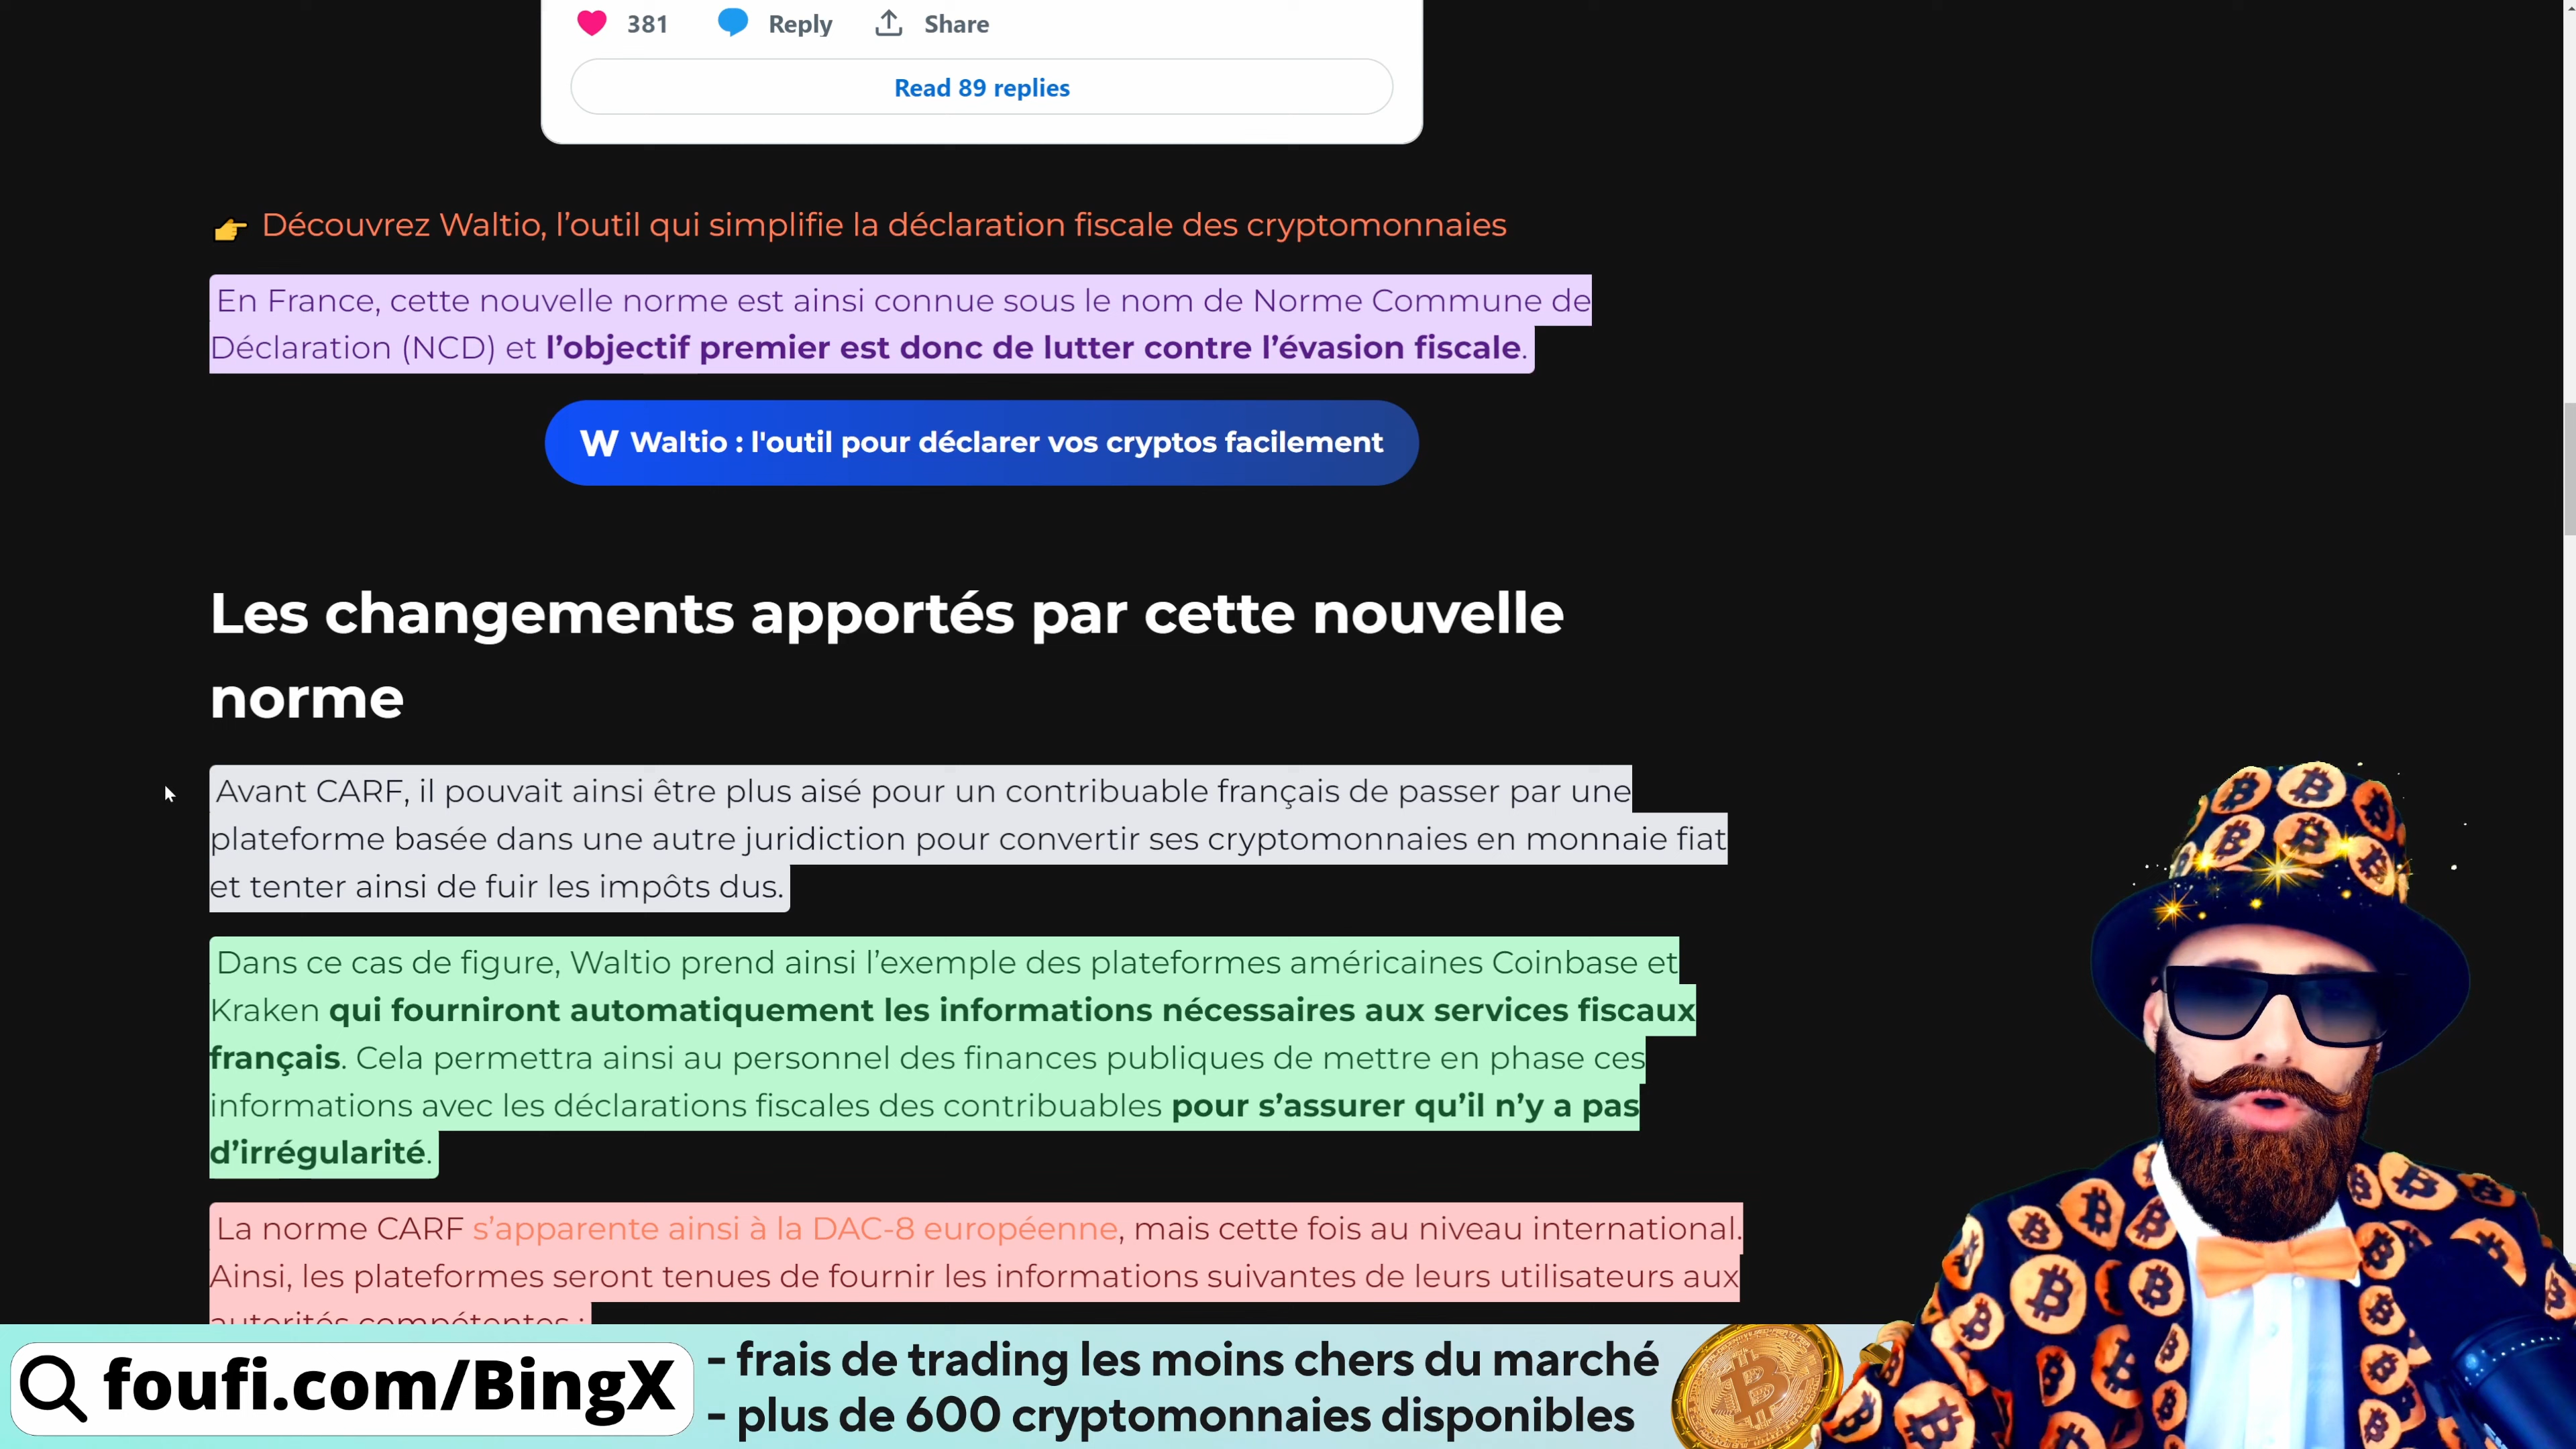 381 Reply Share
Read 89 replies
👉 Découvrez Waltio, l’outil qui simplifie la déclaration fiscale des cryptomonnaies
En France, cette nouvelle norme est ainsi connue sous le nom de Norme Commune de
Déclaration (NCD) et l’objectif premier est donc de lutter contre l’évasion fiscale.
W Waltio : l'outil pour déclarer vos cryptos facilement
Les changements apportés par cette nouvelle
norme
Avant CARF, il pouvait ainsi être plus aisé pour un contribuable français de passer par une
plateforme basée dans une autre juridiction pour convertir ses cryptomonnaies en monnaie fiat
et tenter ainsi de fuir les impôts dus.
Dans ce cas de figure, Waltio prend ainsi l’exemple des plateformes américaines Coinbase et
Kraken qui fourniront automatiquement les informations nécessaires aux services fiscaux
français. Cela permettra ainsi au personnel des finances publiques de mettre en phase ces
informations avec les déclarations fiscales des contribuables pour s’assurer qu’il n’y a pas
d’irrégularité.
La norme CARF s’apparente ainsi à la DAC-8 européenne, mais cette fois au niveau international.
Ainsi, les plateformes seront tenues de fournir les informations suivantes de leurs utilisateurs aux
autorités compétentes :
foufi.com/BingX
- frais de trading les moins chers du marché
- plus de 600 cryptomonnaies disponibles